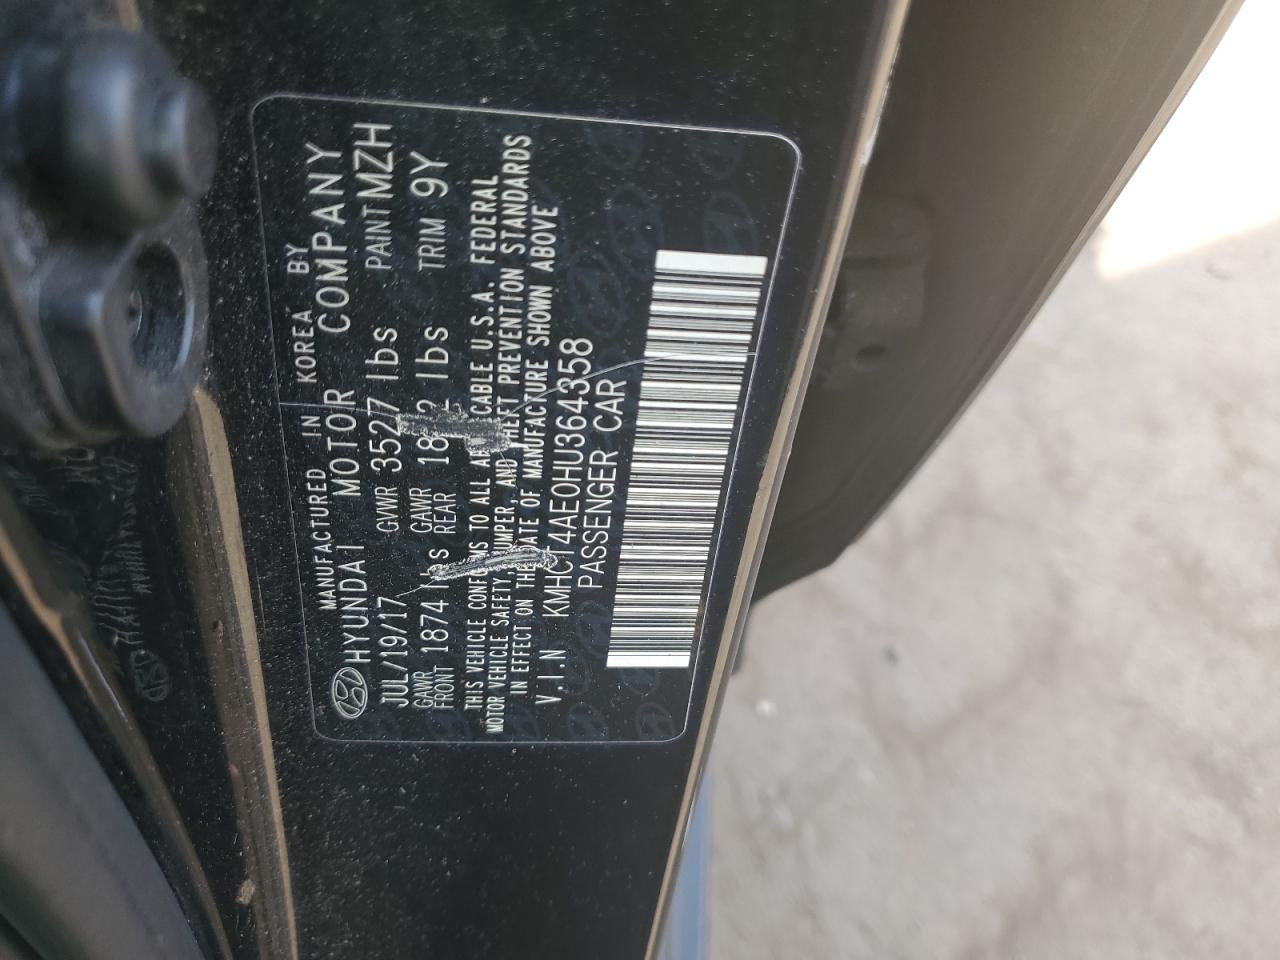 MANUFACTURED IN KOREA BY
HYUNDAI MOTOR COMPANY
JUL/19/17 GVWR 3527 lbs PAINT MZH
GAWR FRONT 1874 lbs GAWR REAR lbs TRIM 9Y
THIS VEHICLE CONFORMS TO ALL CABLE U.S.A. FEDERAL
MOTOR VEHICLE SAFETY, BUMPER, AND THEFT PREVENTION STANDARDS
IN EFFECT ON THE DATE OF MANUFACTURE SHOWN ABOVE
V.I.N KMHCT4AE0HU364358
PASSENGER CAR